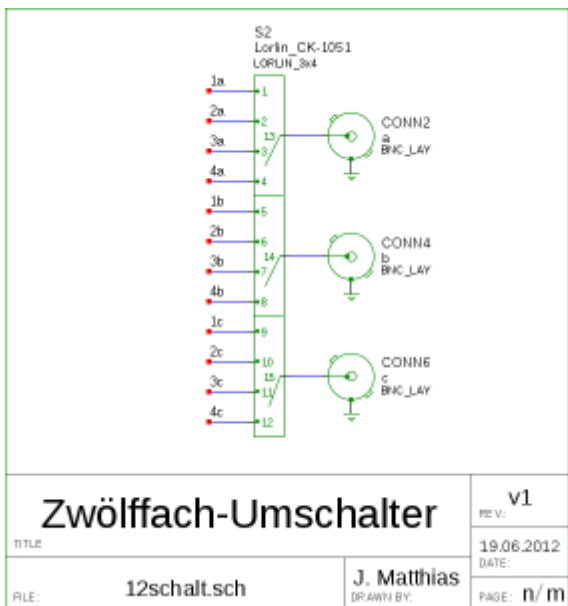 S2
Lorlin_CK-1051
LORLIN_3x4
1a
1
2a
2
CONN2
13
a
3a
3
BNC_LAY
4a
4
1b
5
2b
6
CONN4
14
b
3b
7
BNC_LAY
4b
8
1c
9
2c
10
CONN6
15
c
3c
11
BNC_LAY
4c
12
Zwölffach-Umschalter
TITLE
v1
REV.:
19.06.2012
DATE:
FILE: 12schalt.sch
J. Matthias
DRAWN BY:
PAGE: n/m